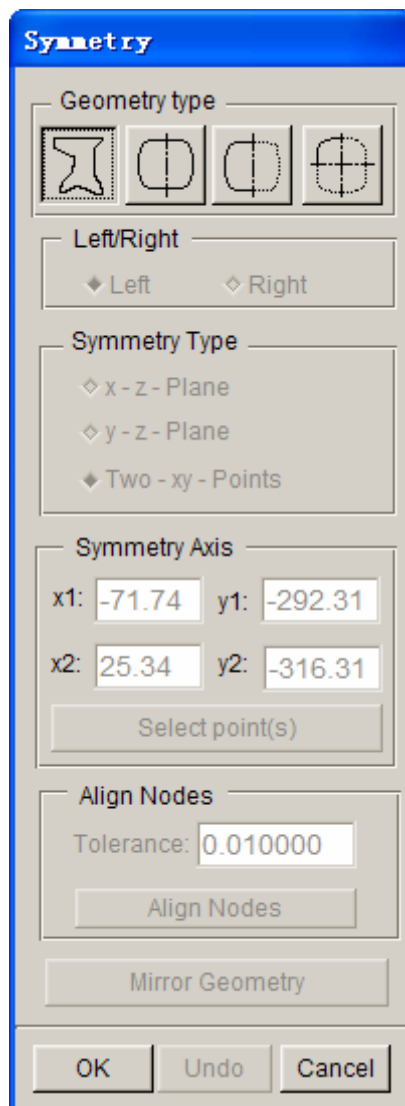 Symmetry
Geometry type
Left/Right
Left Right
Symmetry Type
x - z - Plane
y - z - Plane
Two - xy - Points
Symmetry Axis
x1: -71.74 y1: -292.31
x2: 25.34 y2: -316.31
Select point(s)
Align Nodes
Tolerance: 0.010000
Align Nodes
Mirror Geometry
OK Undo Cancel